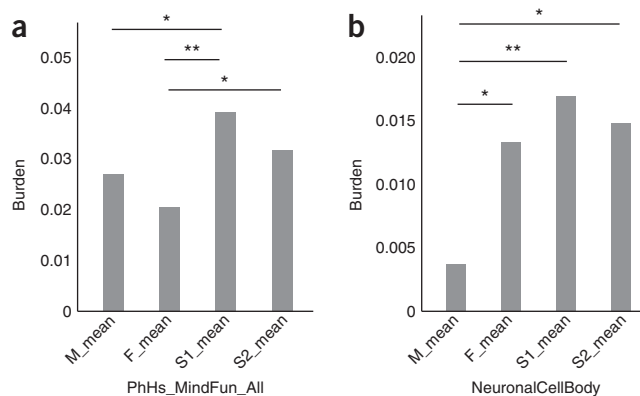 a
*
**
*
0.05
0.04
0.03
0.02
0.01
0
Burden
M_mean
F_mean
S1_mean
S2_mean
PhHs_MindFun_All
b
*
**
*
0.020
0.015
0.010
0.005
0
Burden
M_mean
F_mean
S1_mean
S2_mean
NeuronalCellBody